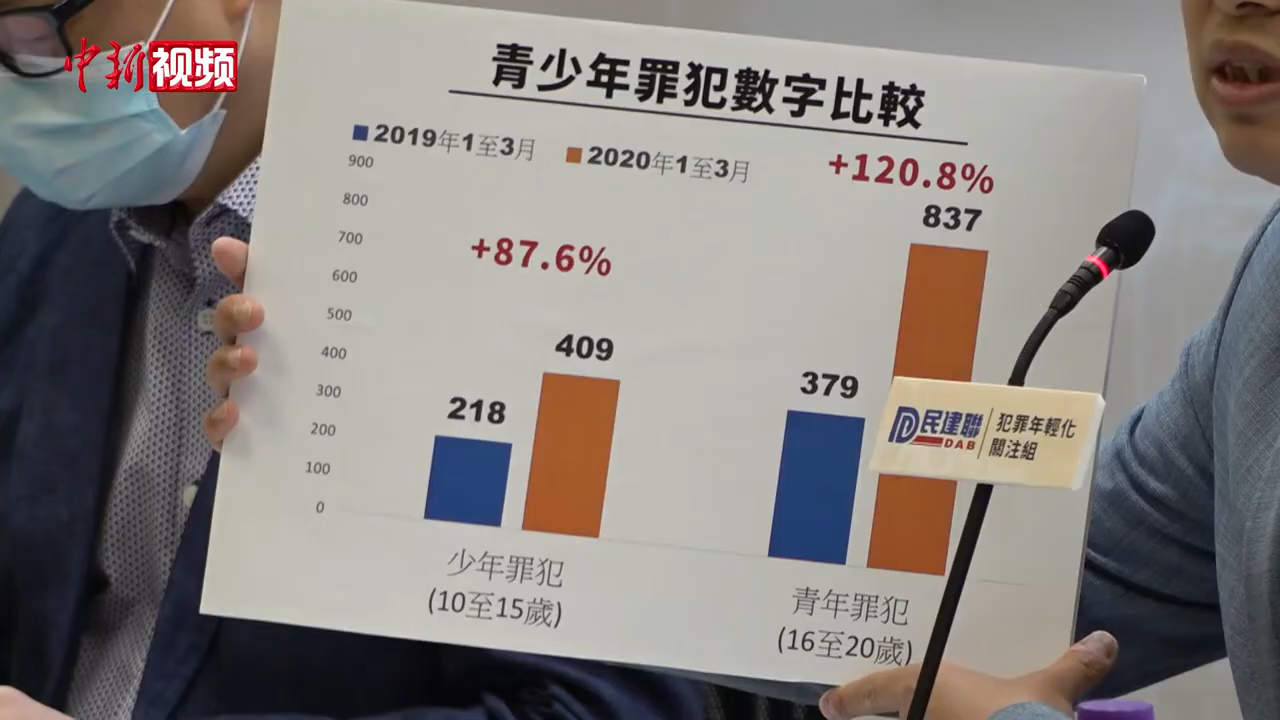 中新视频
青少年罪犯數字比較
2019年1至3月 2020年1至3月
+120.8%
900
800
837
700
+87.6%
600
500
409
400
379
300
218
200
100
0
少年罪犯
(10至15歲)
青年罪犯
(16至20歲)
民建聯
DAB
犯罪年輕化
關注組